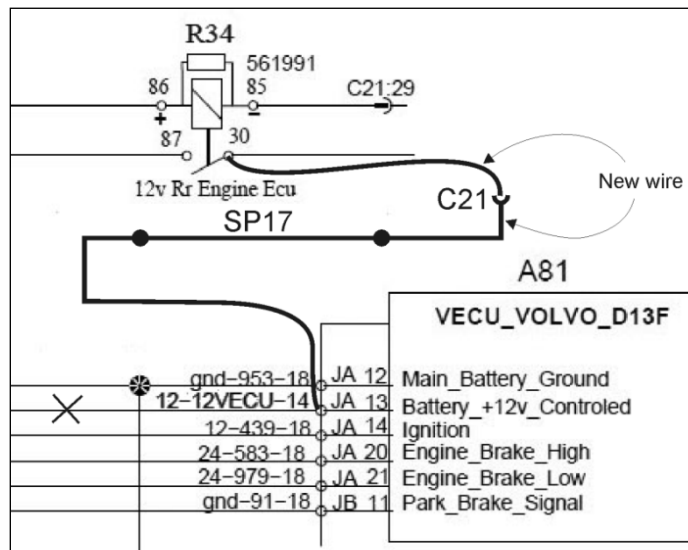 R34
561991
86
85
C21:29
+
-
87
30
12v Rr Engine Ecu
New wire
C21
SP17
A81
VECU_VOLVO_D13F
gnd-953-18 JA 12 Main_Battery_Ground
12-12VECU-14 JA 13 Battery_+12v_Controled
12-439-18 JA 14 Ignition
24-583-18 JA 20 Engine_Brake_High
24-979-18 JA 21 Engine_Brake_Low
gnd-91-18 JB 11 Park_Brake_Signal